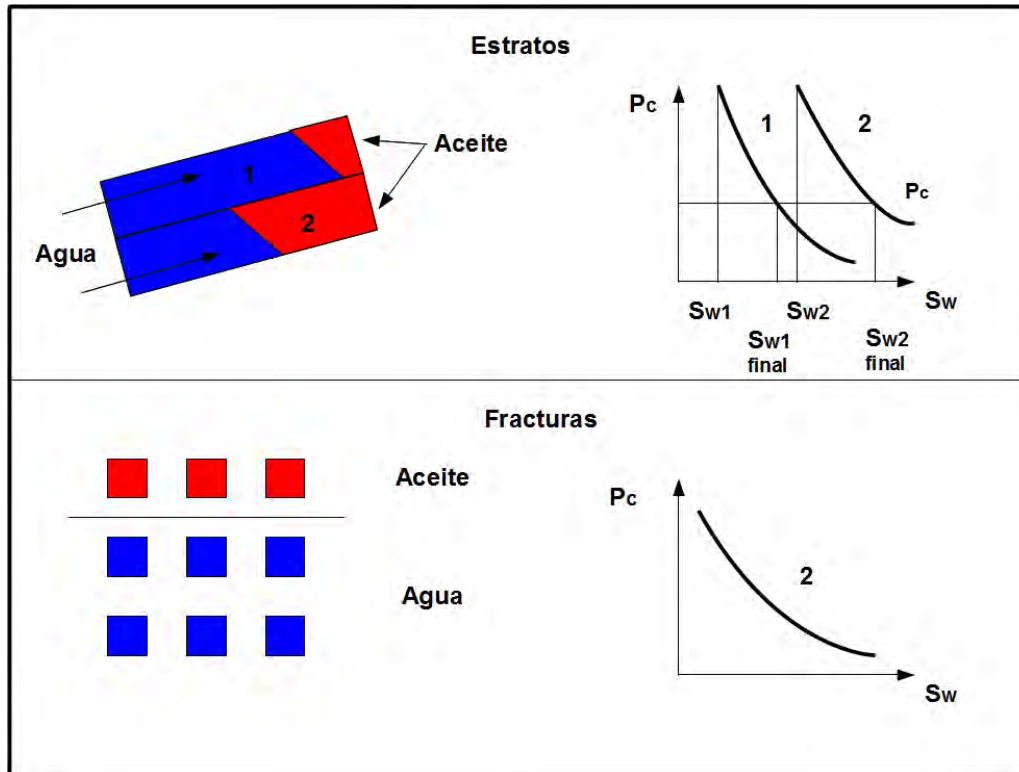 Estratos
Aceite
1
2
Agua
Pc
1
2
Pc
Sw
Sw1
Sw2
Sw1
final
Sw2
final
Fracturas
Aceite
Agua
Pc
2
Sw